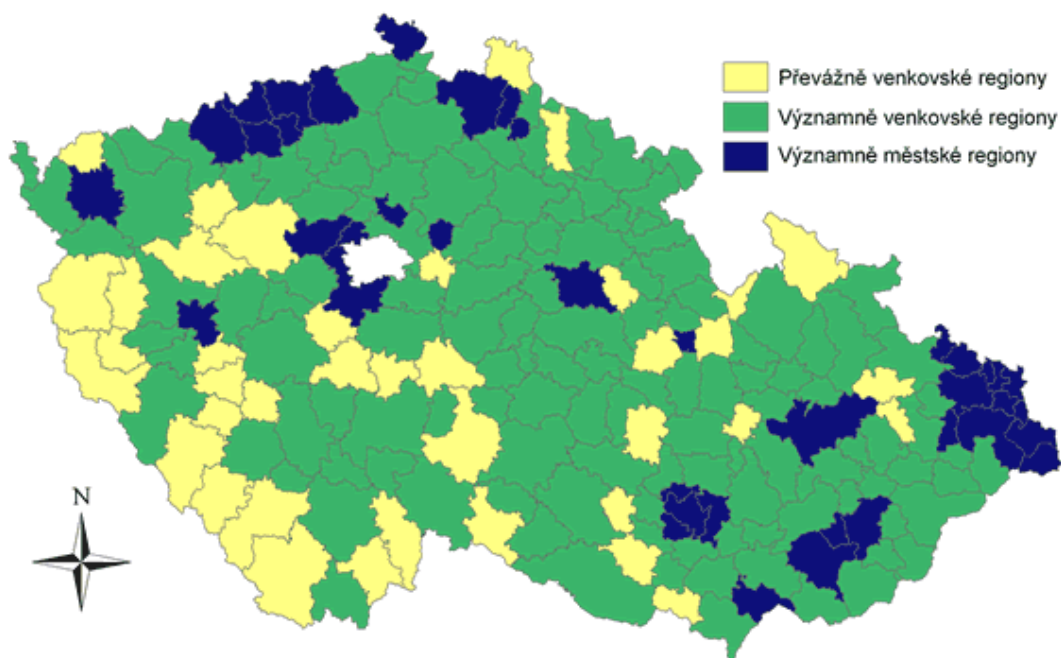 Převážně venkovské regiony
Významně venkovské regiony
Významně městské regiony
N